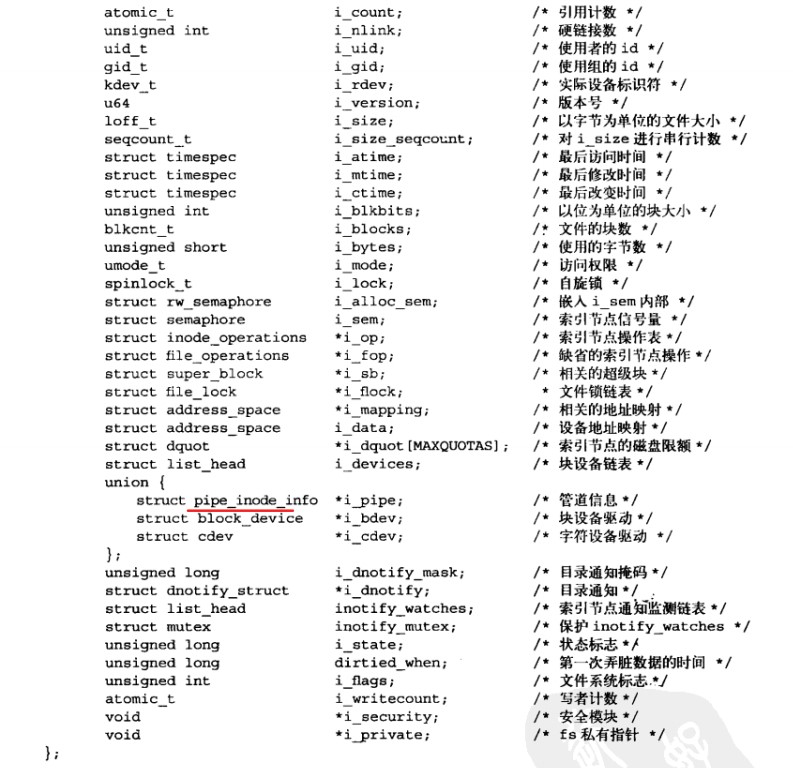 atomic_t i_count; /* 引用计数 */
unsigned int i_nlink; /* 硬链接数 */
uid_t i_uid; /* 使用者的 id */
gid_t i_gid; /* 使用组的 id */
kdev_t i_rdev; /* 实际设备标识符 */
u64 i_version; /* 版本号 */
loff_t i_size; /* 以字节为单位的文件大小 */
seqcount_t i_size_seqcount; /* 对 i_size 进行串行计数 */
struct timespec i_atime; /* 最后访问时间 */
struct timespec i_mtime; /* 最后修改时间 */
struct timespec i_ctime; /* 最后改变时间 */
unsigned int i_blkbits; /* 以位为单位的块大小 */
blkcnt_t i_blocks; /* 文件的块数 */
unsigned short i_bytes; /* 使用的字节数 */
umode_t i_mode; /* 访问权限 */
spinlock_t i_lock; /* 自旋锁 */
struct rw_semaphore i_alloc_sem; /* 嵌入 i_sem 内部 */
struct semaphore i_sem; /* 索引节点信号量 */
struct inode_operations *i_op; /* 索引节点操作表 */
struct file_operations *i_fop; /* 缺省的索引节点操作 */
struct super_block *i_sb; /* 相关的超级块 */
struct file_lock *i_flock; * 文件锁链表 */
struct address_space *i_mapping; /* 相关的地址映射 */
struct address_space i_data; /* 设备地址映射 */
struct dquot *i_dquot[MAXQUOTAS]; /* 索引节点的磁盘限额 */
struct list_head i_devices; /* 块设备链表 */
union {
struct pipe_inode_info *i_pipe; /* 管道信息 */
struct block_device *i_bdev; /* 块设备驱动 */
struct cdev *i_cdev; /* 字符设备驱动 */
};
unsigned long i_dnotify_mask; /* 目录通知掩码 */
struct dnotify_struct *i_dnotify; /* 目录通知 */
struct list_head inotify_watches; /* 索引节点通知监测链表 */
struct mutex inotify_mutex; /* 保护 inotify_watches */
unsigned long i_state; /* 状态标志 */
unsigned long dirtied_when; /* 第一次弄脏数据的时间 */
unsigned int i_flags; /* 文件系统标志 */
atomic_t i_writecount; /* 写者计数 */
void *i_security; /* 安全模块 */
void *i_private; /* fs 私有指针 */
};